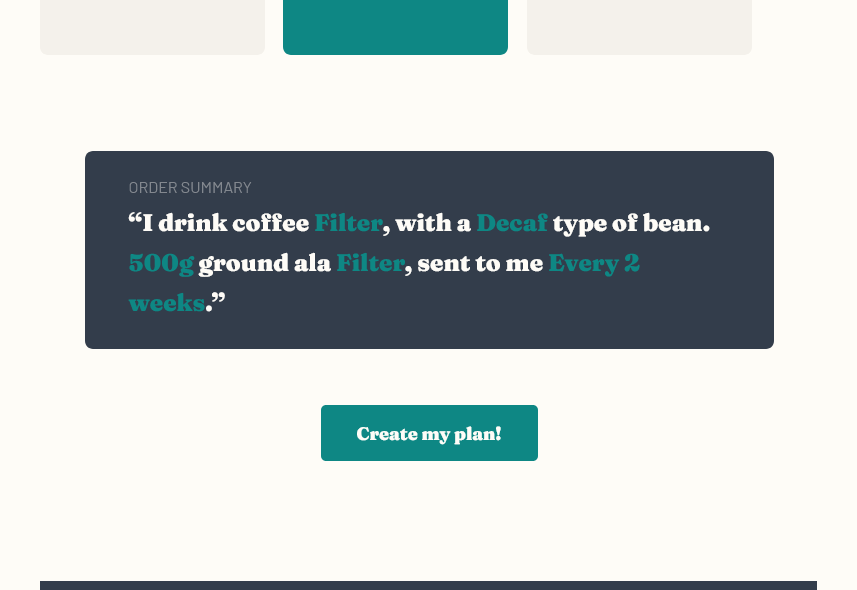 ORDER SUMMARY
“I drink coffee Filter, with a Decaf type of bean.
500g ground ala Filter, sent to me Every 2
weeks.”
Create my plan!